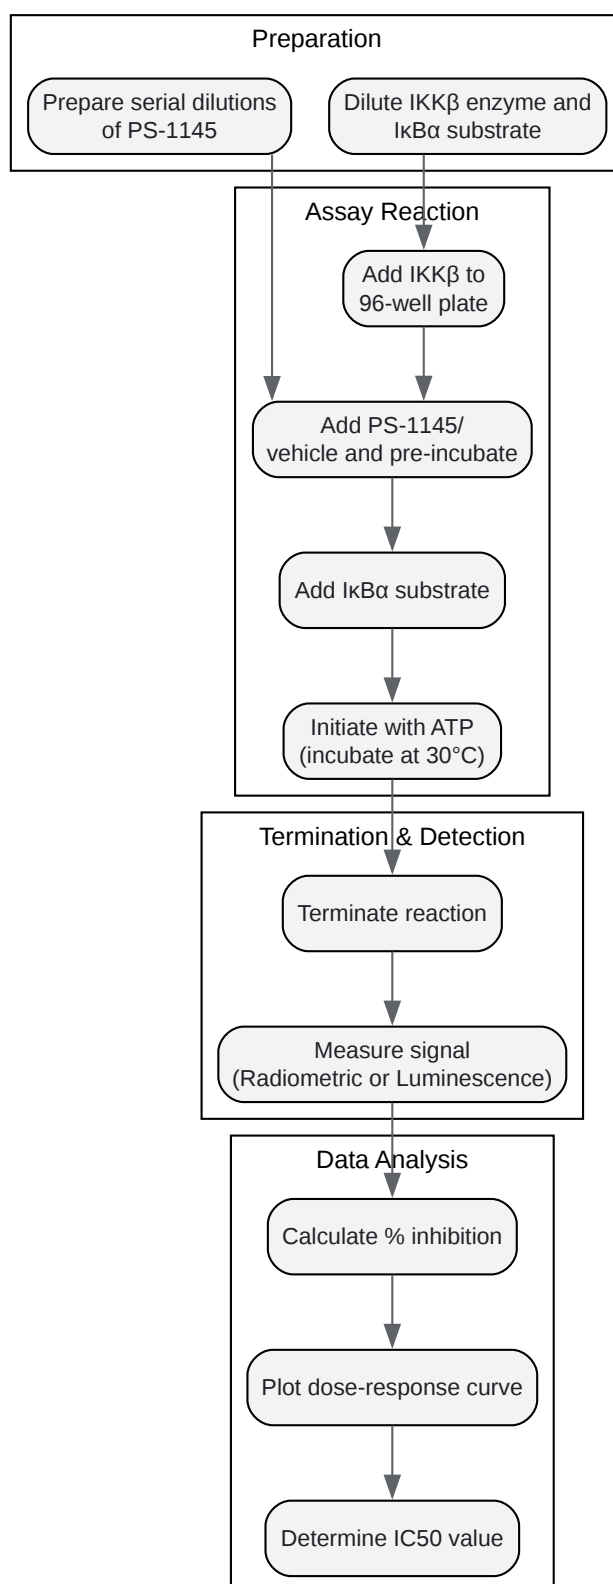 Preparation
Prepare serial dilutions
of PS-1145
Dilute IKKβ enzyme and
IκBα substrate
Assay Reaction
Add IKKβ to
96-well plate
Add PS-1145/
vehicle and pre-incubate
Add IκBα substrate
Initiate with ATP
(incubate at 30°C)
Termination & Detection
Terminate reaction
Measure signal
(Radiometric or Luminescence)
Data Analysis
Calculate % inhibition
Plot dose-response curve
Determine IC50 value